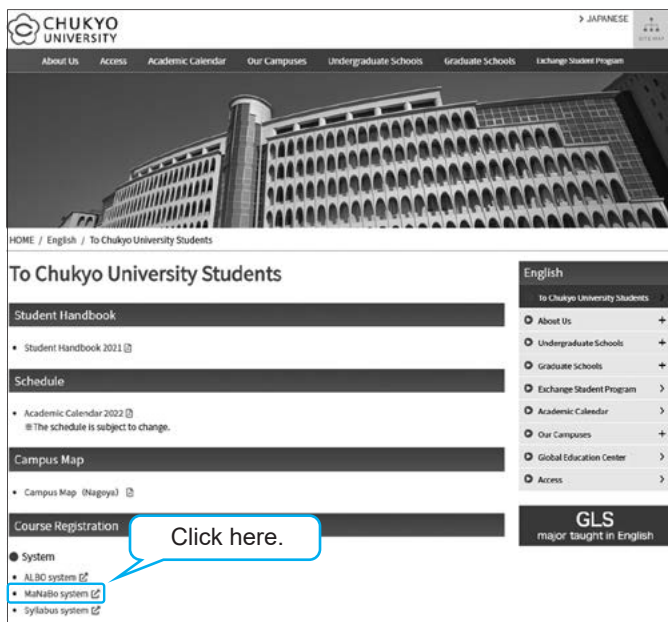 CHUKYO
UNIVERSITY
> JAPANESE
SITE MAP
About Us Access Academic Calendar Our Campuses Undergraduate Schools Graduate Schools Exchange Student Program
HOME / English / To Chukyo University Students
To Chukyo University Students
Student Handbook
• Student Handbook 2021
Schedule
• Academic Calendar 2022
※The schedule is subject to change.
Campus Map
• Campus Map (Nagoya)
Course Registration
Click here.
● System
• ALBO system
• MaNaBo system
• Syllabus system
English
To Chukyo University Students >
About Us +
Undergraduate Schools +
Graduate Schools +
Exchange Student Program >
Academic Calendar >
Our Campuses +
Global Education Center >
Access >
GLS
major taught in English